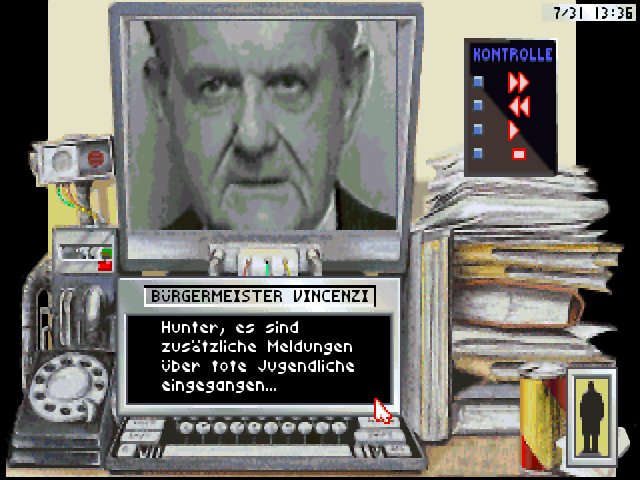 7/31 13:36
KONTROLLE
BÜRGERMEISTER VINCENZI
Hunter, es sind
zusätzliche Meldungen
über tote Jugendliche
eingegangen...